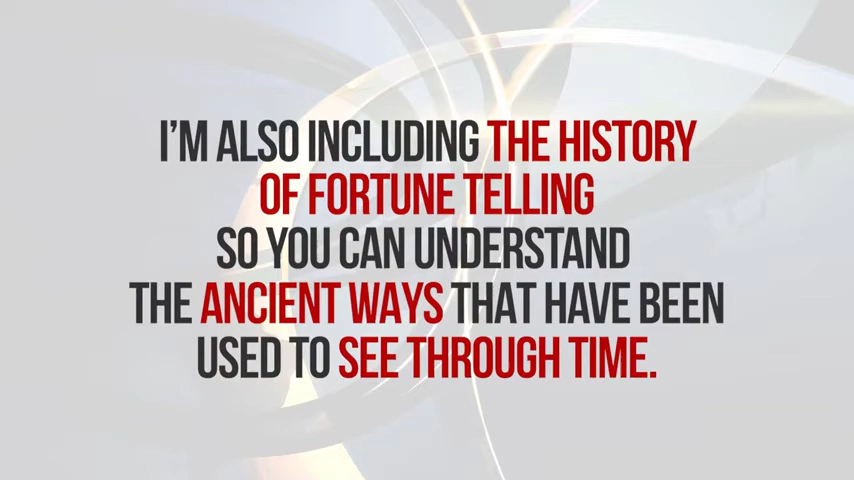 I'M ALSO INCLUDING THE HISTORY
OF FORTUNE TELLING
SO YOU CAN UNDERSTAND
THE ANCIENT WAYS THAT HAVE BEEN
USED TO SEE THROUGH TIME.